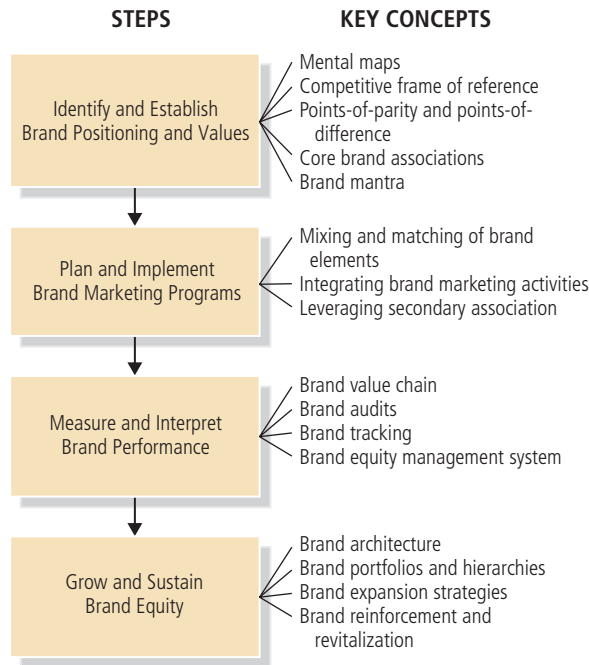 STEPS
KEY CONCEPTS
Identify and Establish
Brand Positioning and Values
Mental maps
Competitive frame of reference
Points-of-parity and points-of-
difference
Core brand associations
Brand mantra
Plan and Implement
Brand Marketing Programs
Mixing and matching of brand
elements
Integrating brand marketing activities
Leveraging secondary association
Measure and Interpret
Brand Performance
Brand value chain
Brand audits
Brand tracking
Brand equity management system
Grow and Sustain
Brand Equity
Brand architecture
Brand portfolios and hierarchies
Brand expansion strategies
Brand reinforcement and
revitalization